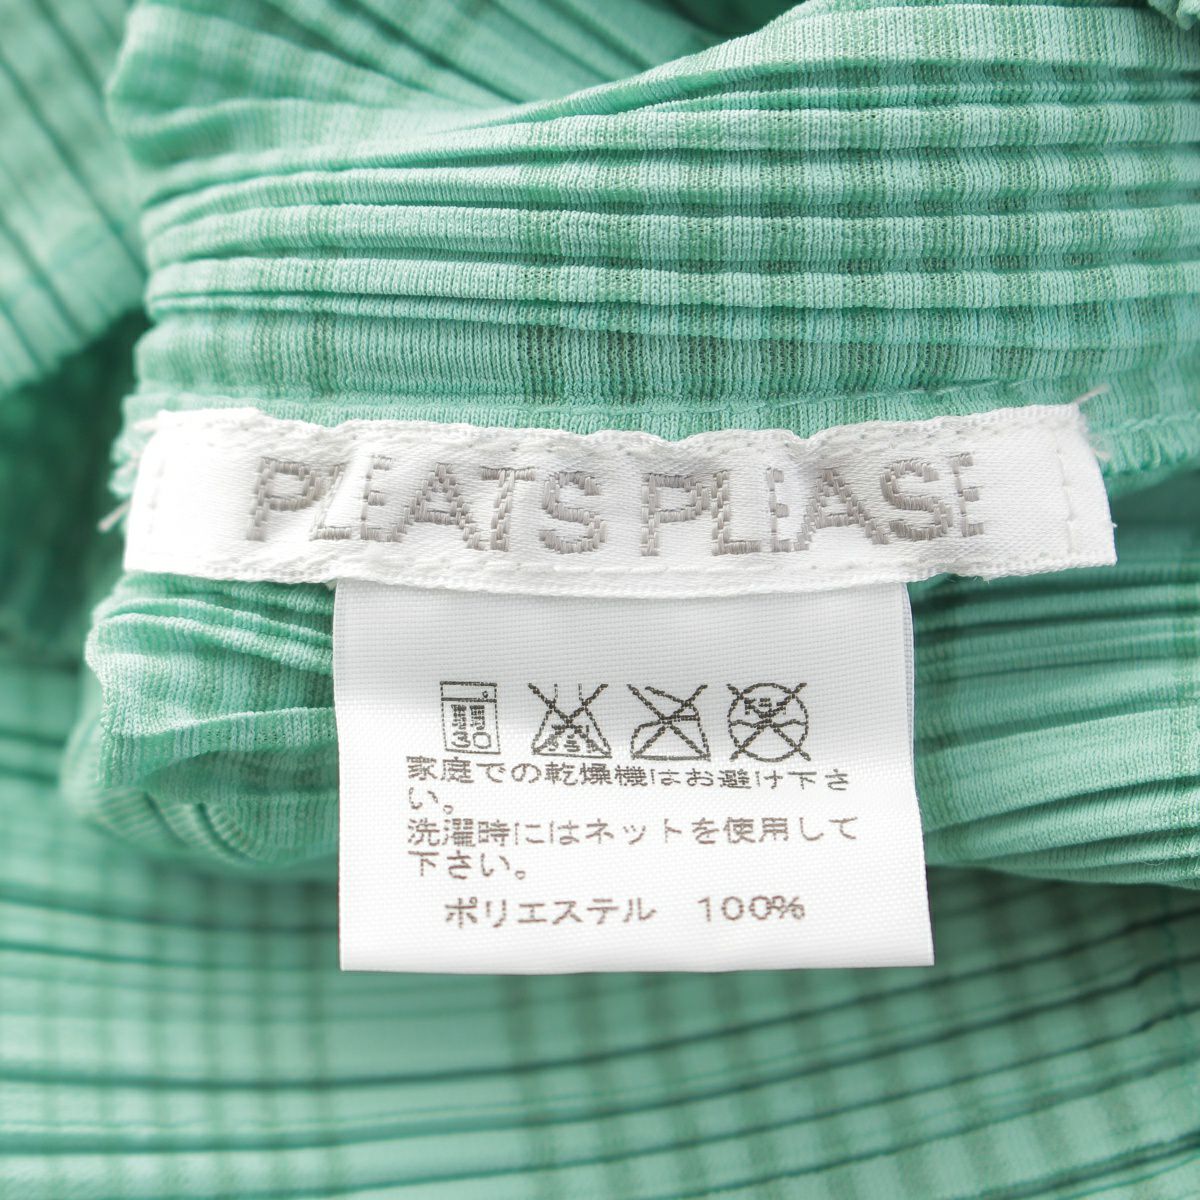 PLEATS PLEASE
30
家庭での乾燥機はお避け下さ
い。
洗濯時にはネットを使用して
下さい。
ポリエステル 100%